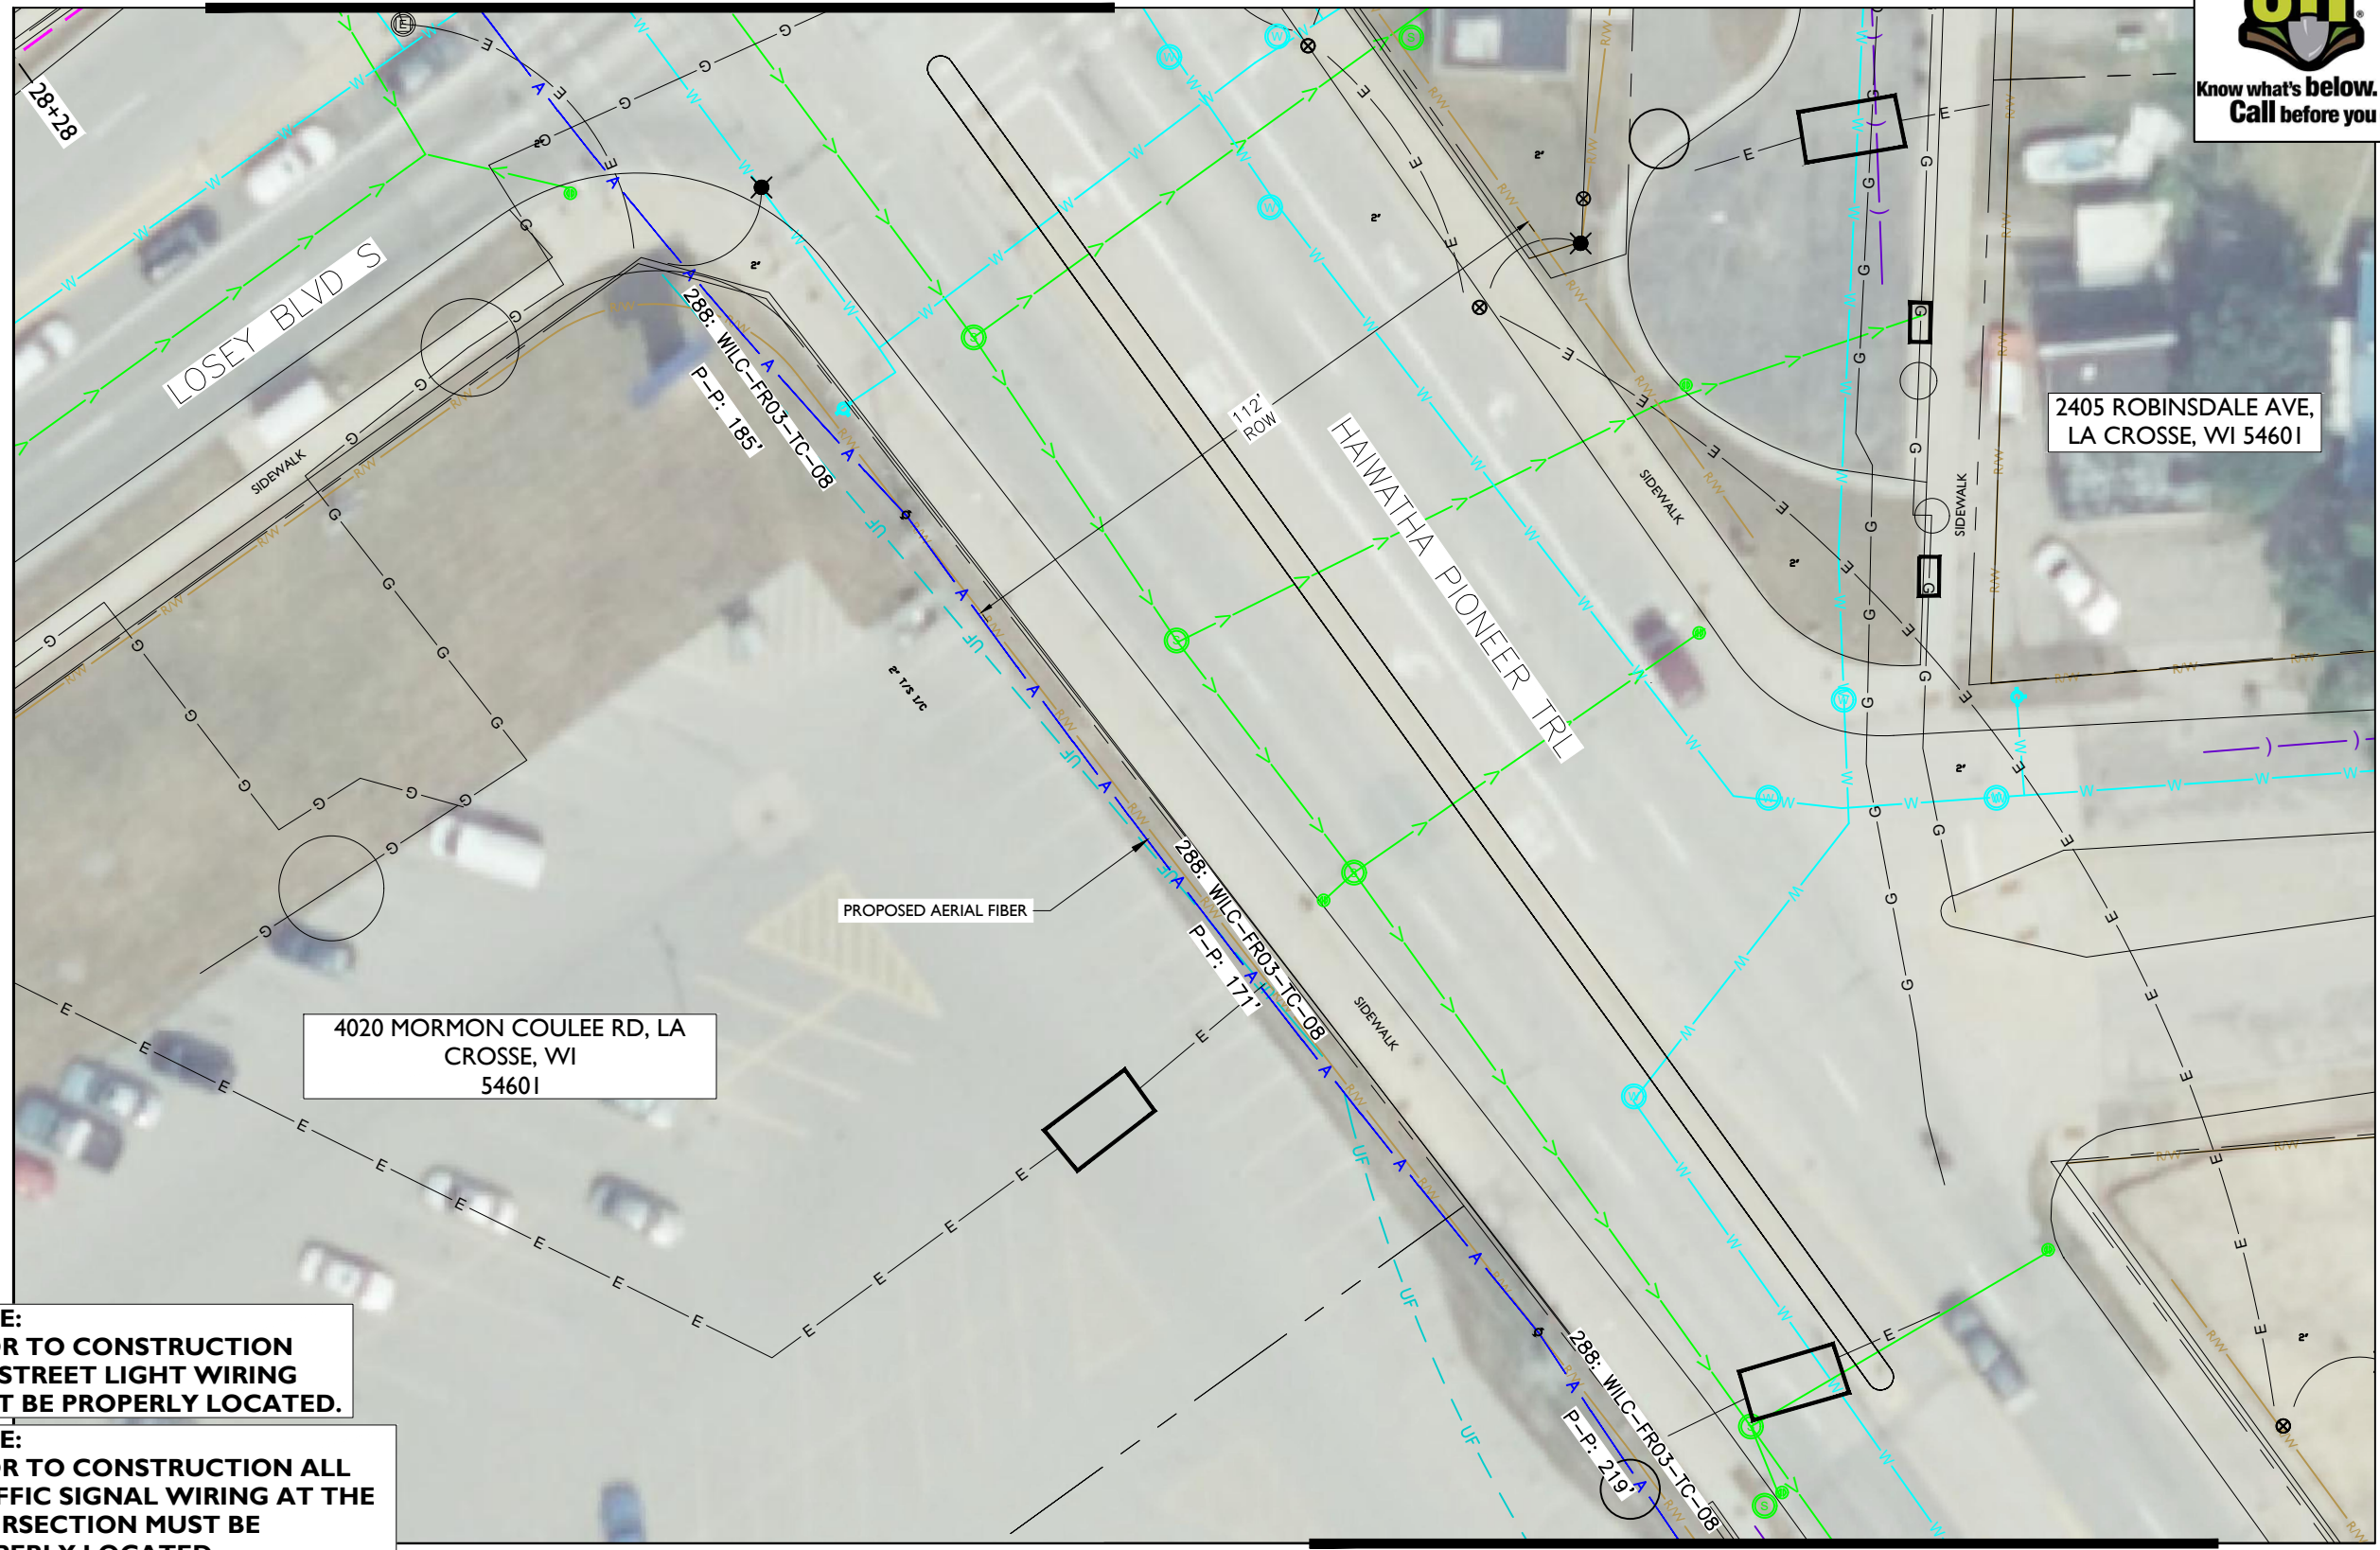 28+28
Know what's below.
Call before you
LOSEY BLVD S
SIDEWALK
288: WILC-FR03-TC-08
P-P: 185'
112'
ROW
HAIWATHA PIONEER TRL
SIDEWALK
SIDEWALK
2405 ROBINSDALE AVE,
LA CROSSE, WI 54601
2" T/S I/C
PROPOSED AERIAL FIBER
288: WILC-FR03-TC-08
P-P: 171'
SIDEWALK
4020 MORMON COULEE RD, LA
CROSSE, WI
54601
288: WILC-FR03-TC-08
P-P: 219'
E:
R TO CONSTRUCTION
STREET LIGHT WIRING
T BE PROPERLY LOCATED.
E:
R TO CONSTRUCTION ALL
FFIC SIGNAL WIRING AT THE
RSECTION MUST BE